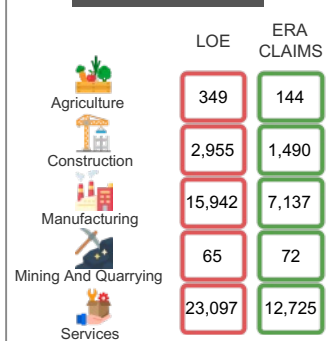 LOE
ERA
CLAIMS
Agriculture
349
144
Construction
2,955
1,490
Manufacturing
15,942
7,137
Mining And Quarrying
65
72
Services
23,097
12,725